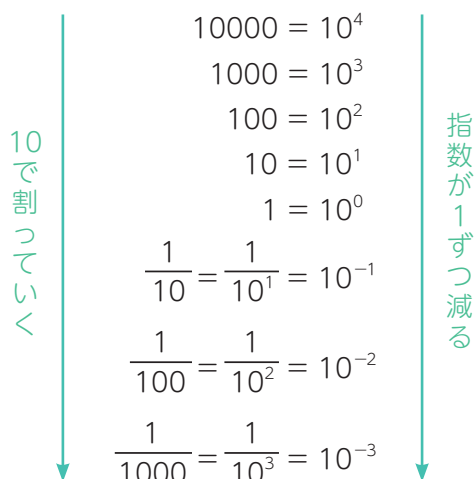 10で割っていく
10000 = 10⁴
1000 = 10³
100 = 10²
10 = 10¹
1 = 10⁰
1/10 = 1/10¹ = 10⁻¹
1/100 = 1/10² = 10⁻²
1/1000 = 1/10³ = 10⁻³
指数が1ずつ減る